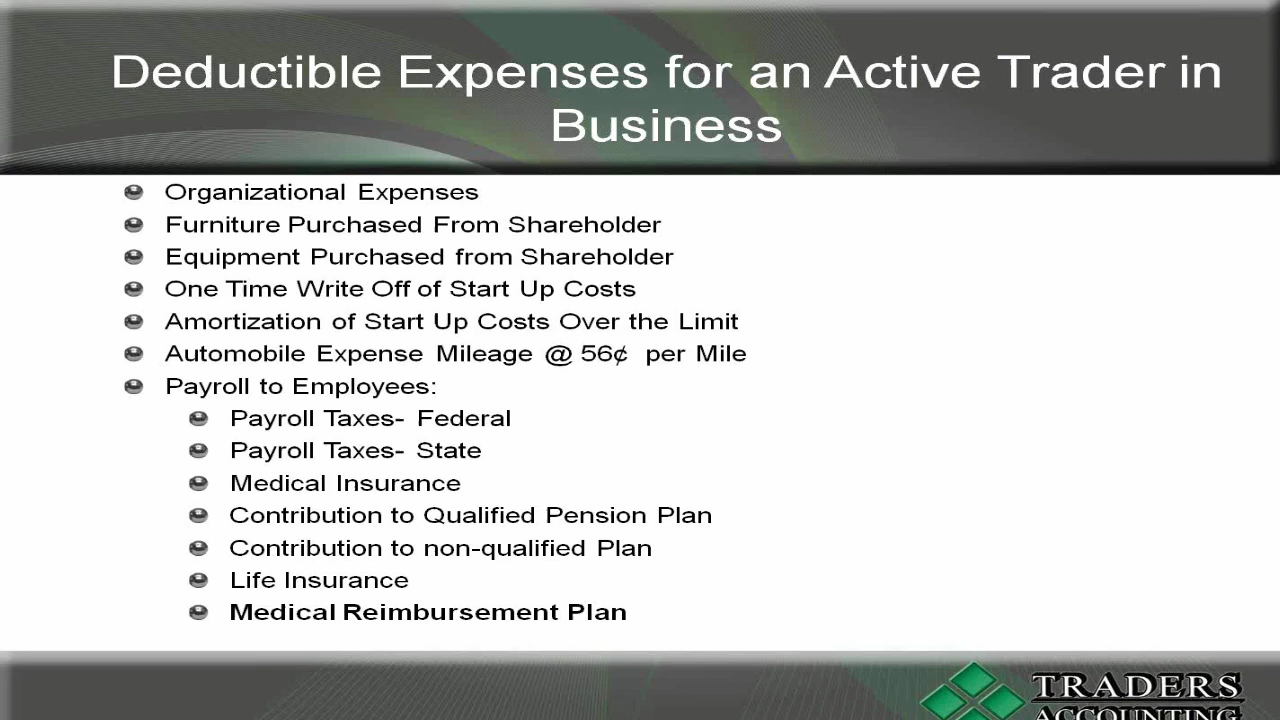 Deductible Expenses for an Active Trader in
Business
Organizational Expenses
Furniture Purchased From Shareholder
Equipment Purchased from Shareholder
One Time Write Off of Start Up Costs
Amortization of Start Up Costs Over the Limit
Automobile Expense Mileage @ 56¢ per Mile
Payroll to Employees:
Payroll Taxes- Federal
Payroll Taxes- State
Medical Insurance
Contribution to Qualified Pension Plan
Contribution to non-qualified Plan
Life Insurance
Medical Reimbursement Plan
TRADERS
ACCOUNTING